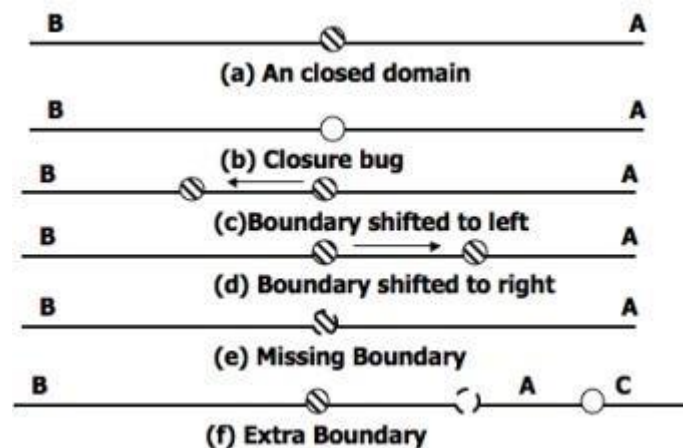 B A
(a) An closed domain
B A
(b) Closure bug
B A
(c)Boundary shifted to left
B A
(d) Boundary shifted to right
B A
(e) Missing Boundary
B A C
(f) Extra Boundary